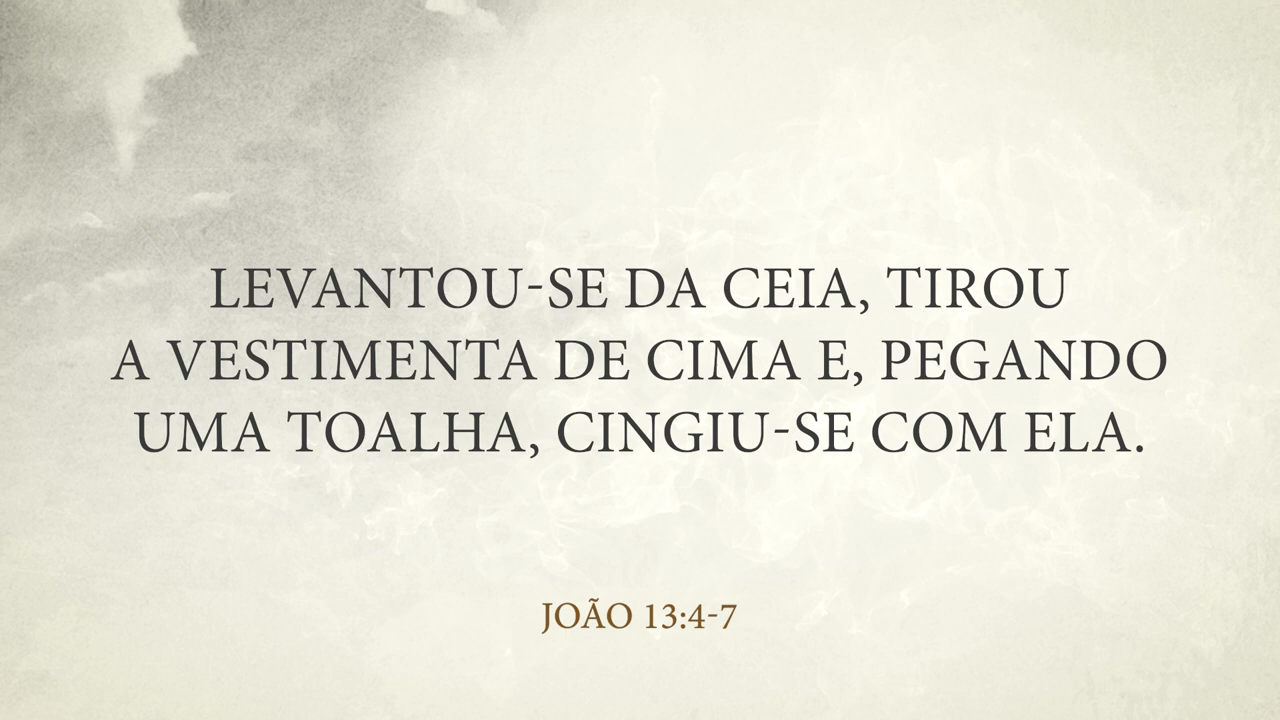 LEVANTOU-SE DA CEIA, TIROU
A VESTIMENTA DE CIMA E, PEGANDO
UMA TOALHA, CINGIU-SE COM ELA.
JOÃO 13:4-7